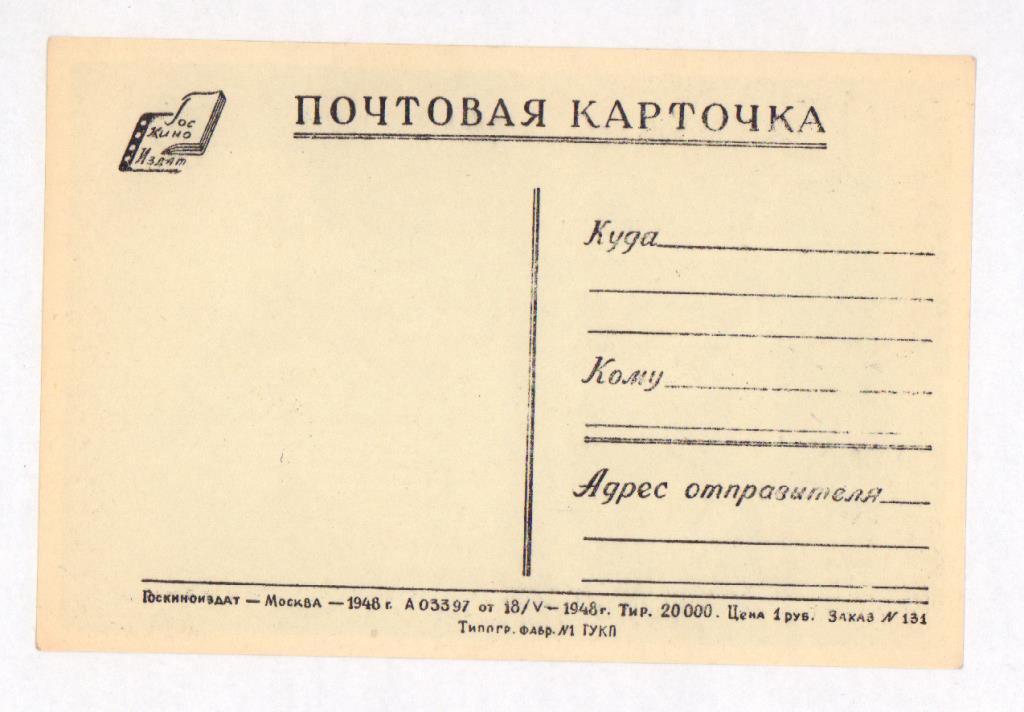 Гос
Кино
Издат
ПОЧТОВАЯ КАРТОЧКА
Куда
Кому
Адрес отправителя
Госкиноиздат — Москва — 1948 г. А 03397 от 18/V — 1948 г. Тир. 20 000. Цена 1 руб. Заказ № 131
Типогр. фабр. №1 ГУКП